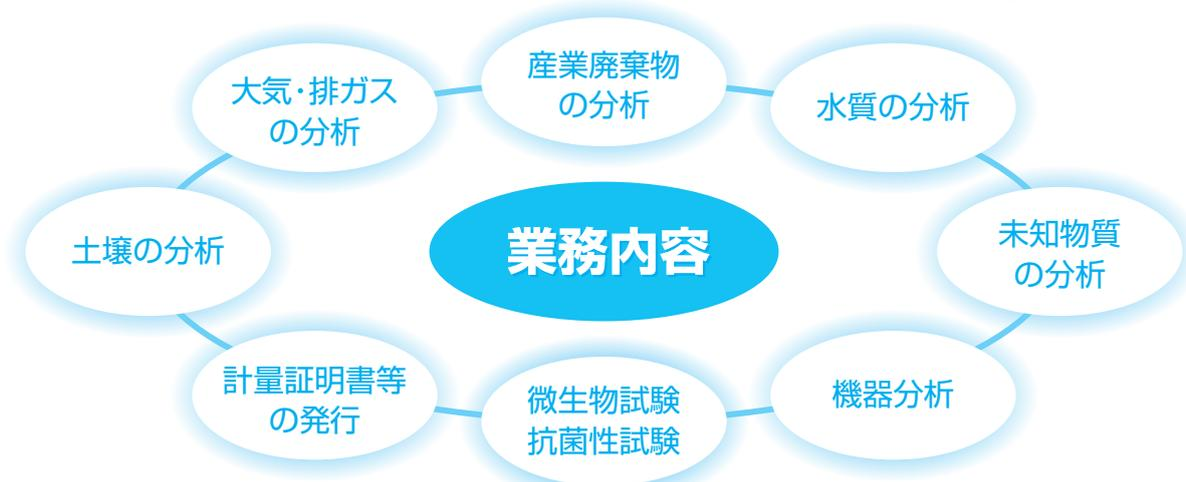 産業廃棄物
の分析
大気・排ガス
の分析
水質の分析
土壌の分析
業務内容
未知物質
の分析
計量証明書等
の発行
微生物試験
抗菌性試験
機器分析